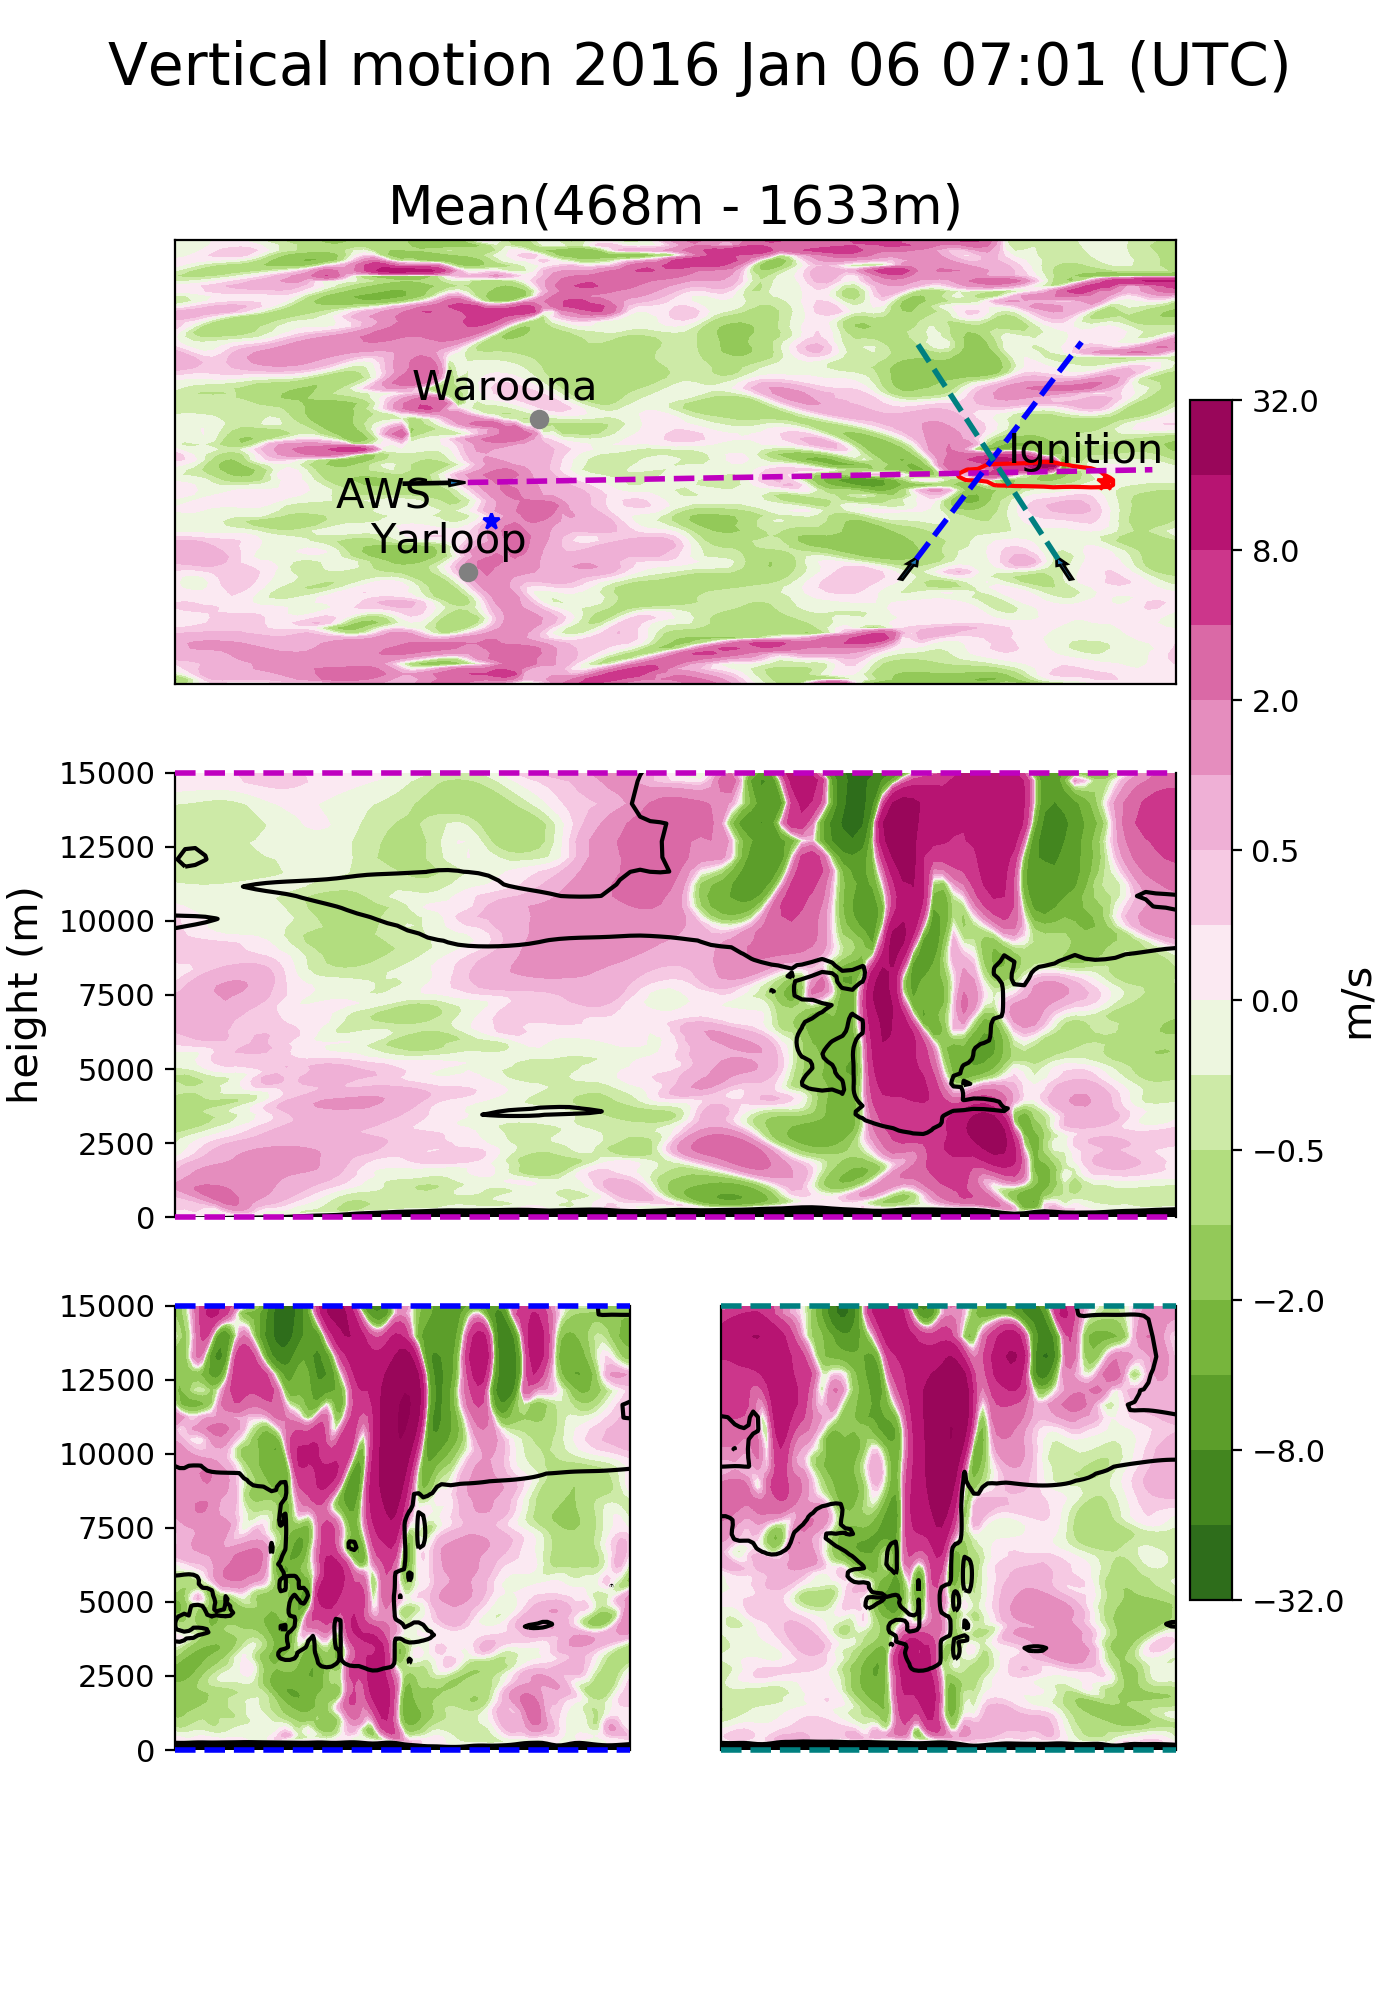 Vertical motion 2016 Jan 06 07:01 (UTC)
Mean(468m - 1633m)
Waroona
Ignition
AWS
Yarloop
32.0
8.0
2.0
0.5
0.0
−0.5
−2.0
−8.0
−32.0
m/s
height (m)
15000
12500
10000
7500
5000
2500
0
15000
12500
10000
7500
5000
2500
0